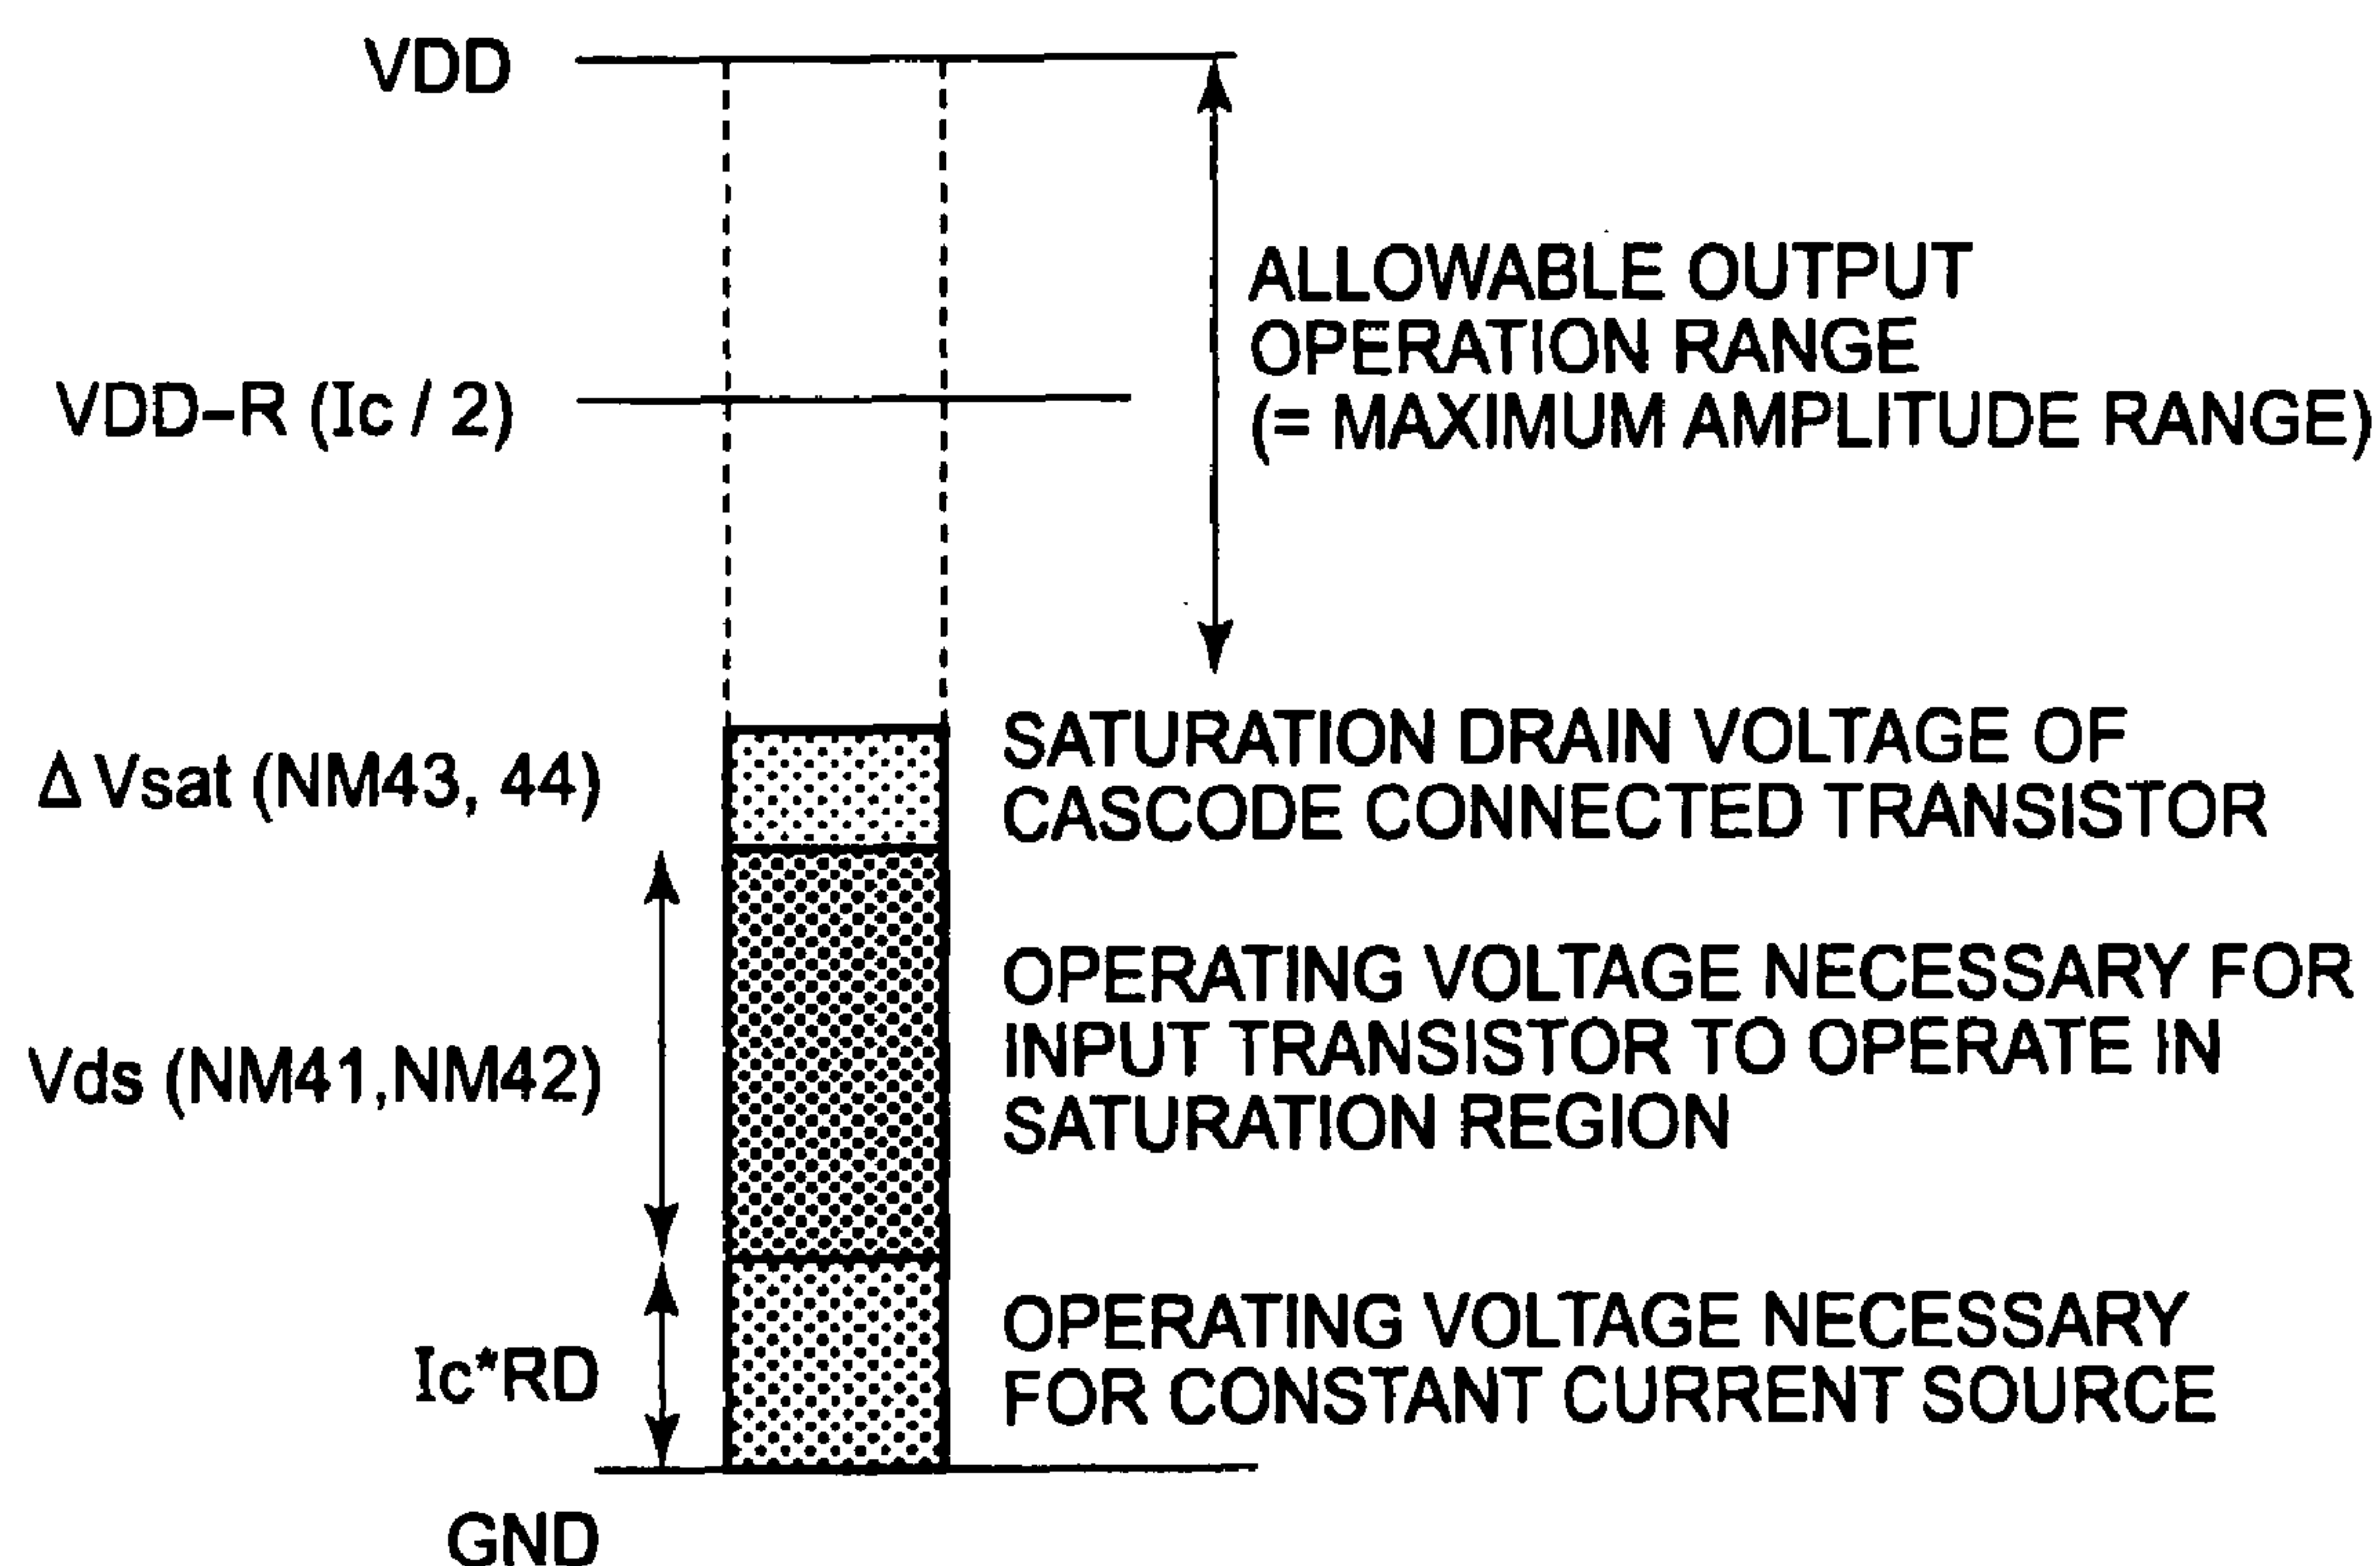 VDD
ALLOWABLE OUTPUT
OPERATION RANGE
(= MAXIMUM AMPLITUDE RANGE)
VDD-R (Ic / 2)
Δ Vsat (NM43, 44)
SATURATION DRAIN VOLTAGE OF
CASCODE CONNECTED TRANSISTOR
Vds (NM41,NM42)
OPERATING VOLTAGE NECESSARY FOR
INPUT TRANSISTOR TO OPERATE IN
SATURATION REGION
Ic*RD
OPERATING VOLTAGE NECESSARY
FOR CONSTANT CURRENT SOURCE
GND